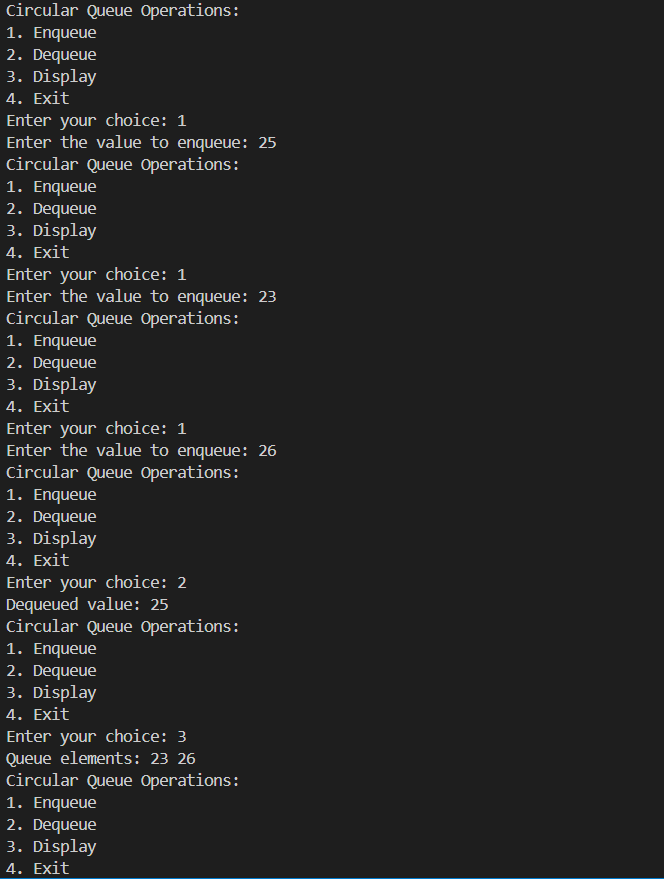 Circular Queue Operations:
1. Enqueue
2. Dequeue
3. Display
4. Exit
Enter your choice: 1
Enter the value to enqueue: 25
Circular Queue Operations:
1. Enqueue
2. Dequeue
3. Display
4. Exit
Enter your choice: 1
Enter the value to enqueue: 23
Circular Queue Operations:
1. Enqueue
2. Dequeue
3. Display
4. Exit
Enter your choice: 1
Enter the value to enqueue: 26
Circular Queue Operations:
1. Enqueue
2. Dequeue
3. Display
4. Exit
Enter your choice: 2
Dequeued value: 25
Circular Queue Operations:
1. Enqueue
2. Dequeue
3. Display
4. Exit
Enter your choice: 3
Queue elements: 23 26
Circular Queue Operations:
1. Enqueue
2. Dequeue
3. Display
4. Exit